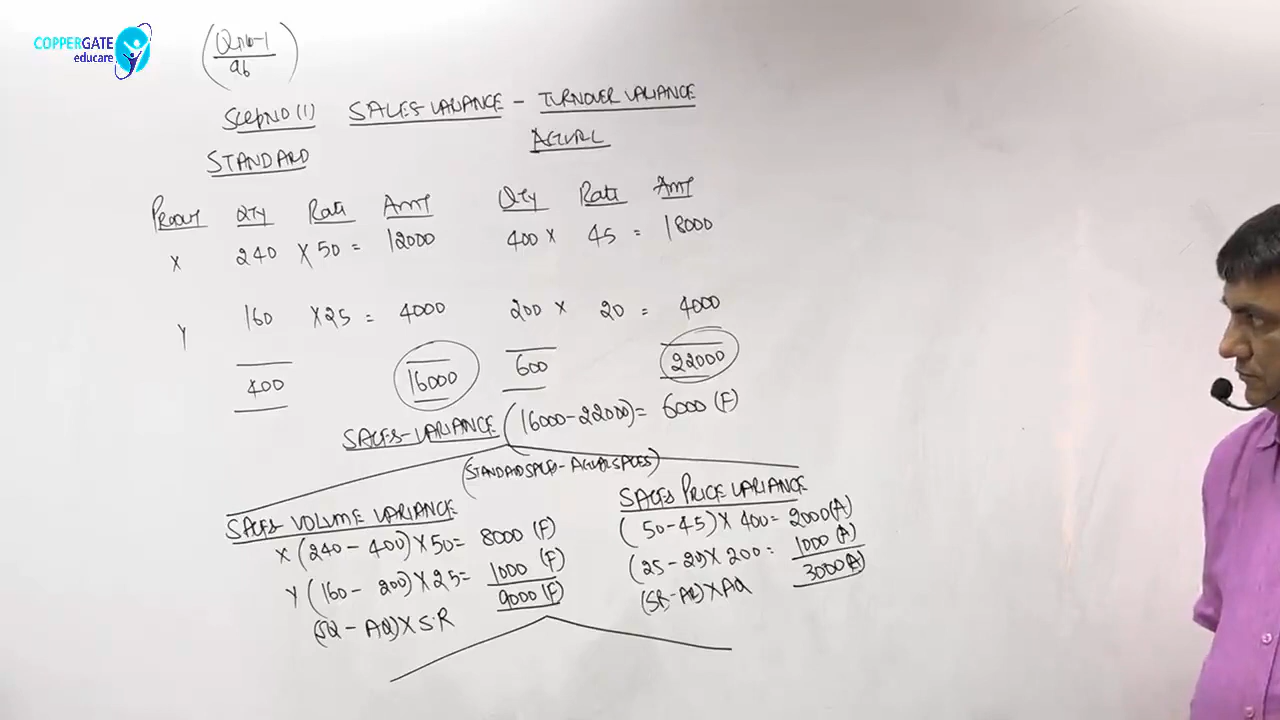 COPPERGATE
educare
(QNO-1
96)
STEP NO (1) SALES VARIANCE - TURNOVER VARIANCE
STANDARD ACTUAL
PRODUCT QTY Rate AMT QTY Rate AMT
X 240 X 50 = 12000 400 X 45 = 18000
Y 160 X 25 = 4000 200 X 20 = 4000
400 16000 600 22000
SALES-VARIANCE (16000-22000)= 6000 (F)
(STANDARD SALES - ACTUAL SALES)
SALES VOLUME VARIANCE
X (240 - 400) X 50= 8000 (F)
Y (160 - 200) X 25= 1000 (F)
9000 (F)
(SQ - AQ) X S.R
SALES PRICE VARIANCE
(50-45) X 400= 2000 (A)
(25-20) X 200= 1000 (A)
3000 (A)
(SR-AR) X AQ